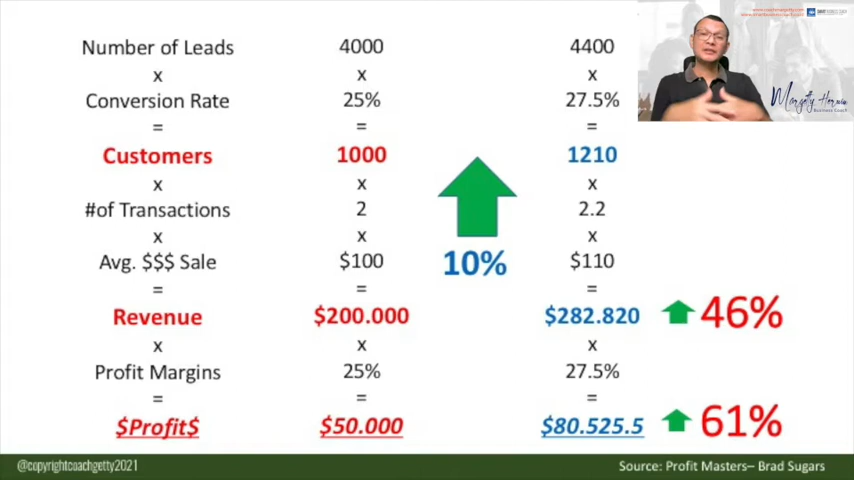 Number of Leads 4000 4400
x x x
Conversion Rate 25% 27.5%
= = =
Customers 1000 1210
x x x
#of Transactions 2 2.2
x x x
Avg. $$$ Sale $100 $110
10%
= = =
Revenue $200.000 $282.820 46%
x x x
Profit Margins 25% 27.5%
= = =
$Profit$ $50.000 $80.525.5 61%
Business Coach
@copyrightcoachgetty2021
Source: Profit Masters– Brad Sugars